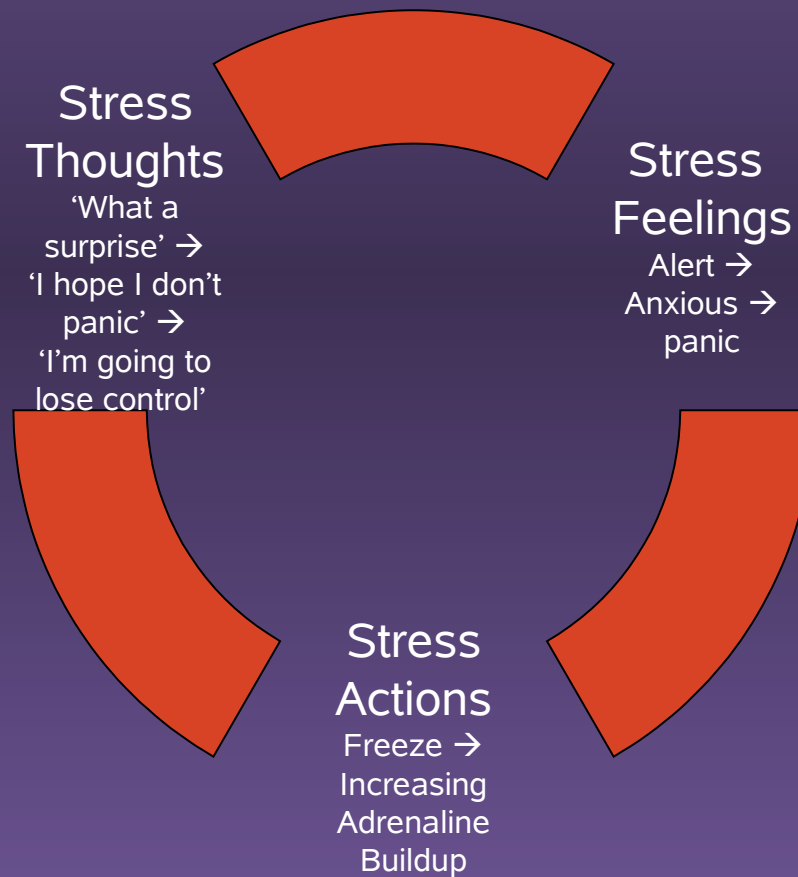 Stress
Thoughts
‘What a
surprise’ →
‘I hope I don’t
panic’ →
‘I’m going to
lose control’
Stress
Feelings
Alert →
Anxious →
panic
Stress
Actions
Freeze →
Increasing
Adrenaline
Buildup